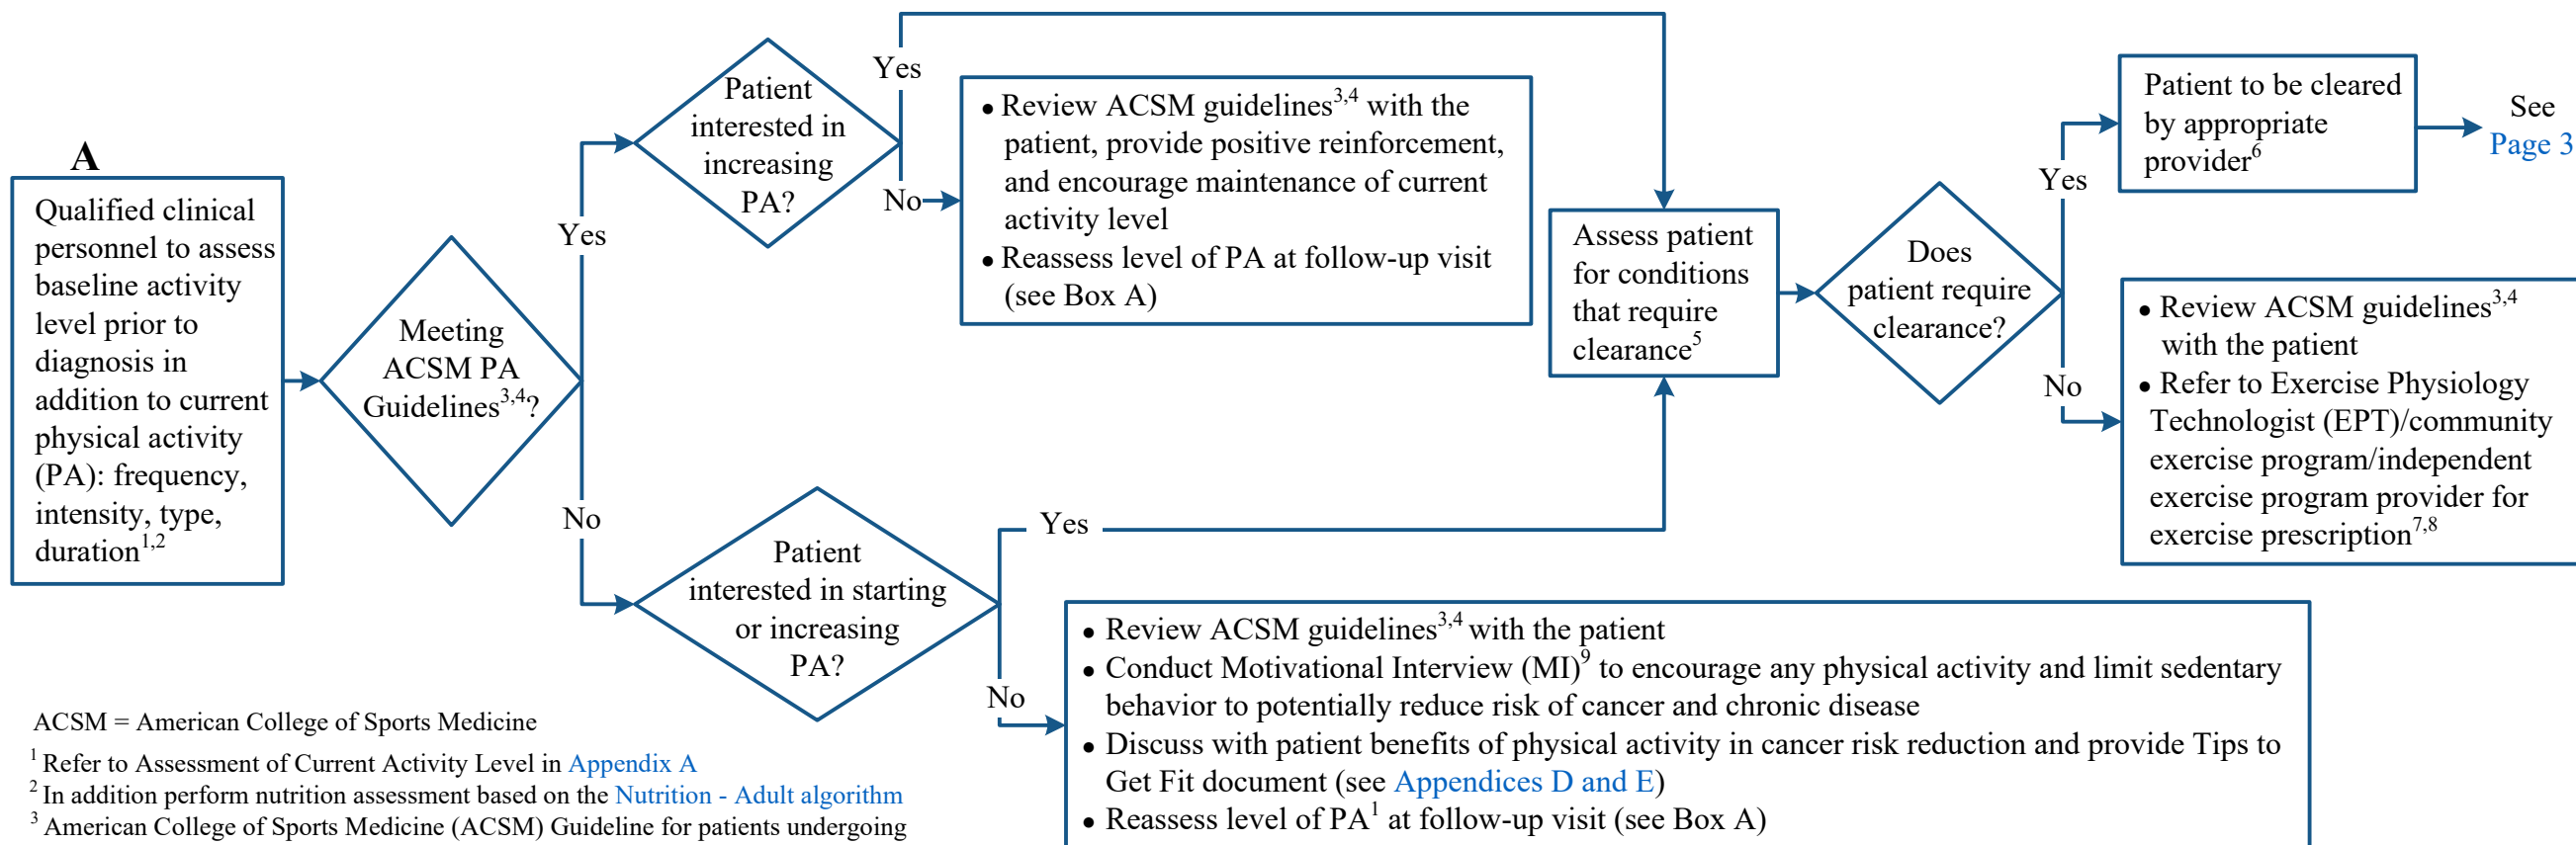 A
Qualified clinical
personnel to assess
baseline activity
level prior to
diagnosis in
addition to current
physical activity
(PA): frequency,
intensity, type,
duration1,2
Meeting
ACSM PA
Guidelines3,4?
Yes
No
Patient
interested in
increasing
PA?
Yes
No
• Review ACSM guidelines3,4 with the
patient, provide positive reinforcement,
and encourage maintenance of current
activity level
• Reassess level of PA at follow-up visit
(see Box A)
Patient
interested in starting
or increasing
PA?
Yes
No
• Review ACSM guidelines3,4 with the patient
• Conduct Motivational Interview (MI)9 to encourage any physical activity and limit sedentary
behavior to potentially reduce risk of cancer and chronic disease
• Discuss with patient benefits of physical activity in cancer risk reduction and provide Tips to
Get Fit document (see Appendices D and E)
• Reassess level of PA1 at follow-up visit (see Box A)
Assess patient
for conditions
that require
clearance5
Does
patient require
clearance?
Yes
No
Patient to be cleared
by appropriate
provider6
See
Page 3
• Review ACSM guidelines3,4
with the patient
• Refer to Exercise Physiology
Technologist (EPT)/community
exercise program/independent
exercise program provider for
exercise prescription7,8
ACSM = American College of Sports Medicine
1 Refer to Assessment of Current Activity Level in Appendix A
2 In addition perform nutrition assessment based on the Nutrition - Adult algorithm
3 American College of Sports Medicine (ACSM) Guideline for patients undergoing